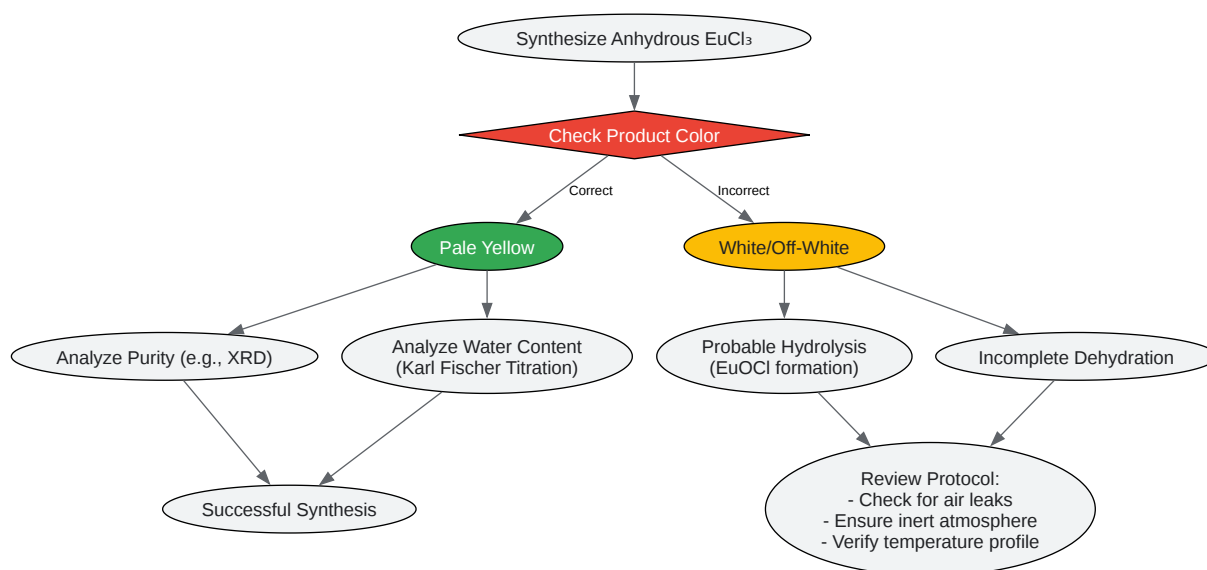 Synthesize Anhydrous EuCl₃
Check Product Color
Correct
Incorrect
Pale Yellow
White/Off-White
Analyze Purity (e.g., XRD)
Analyze Water Content
(Karl Fischer Titration)
Probable Hydrolysis
(EuOCl formation)
Incomplete Dehydration
Successful Synthesis
Review Protocol:
- Check for air leaks
- Ensure inert atmosphere
- Verify temperature profile